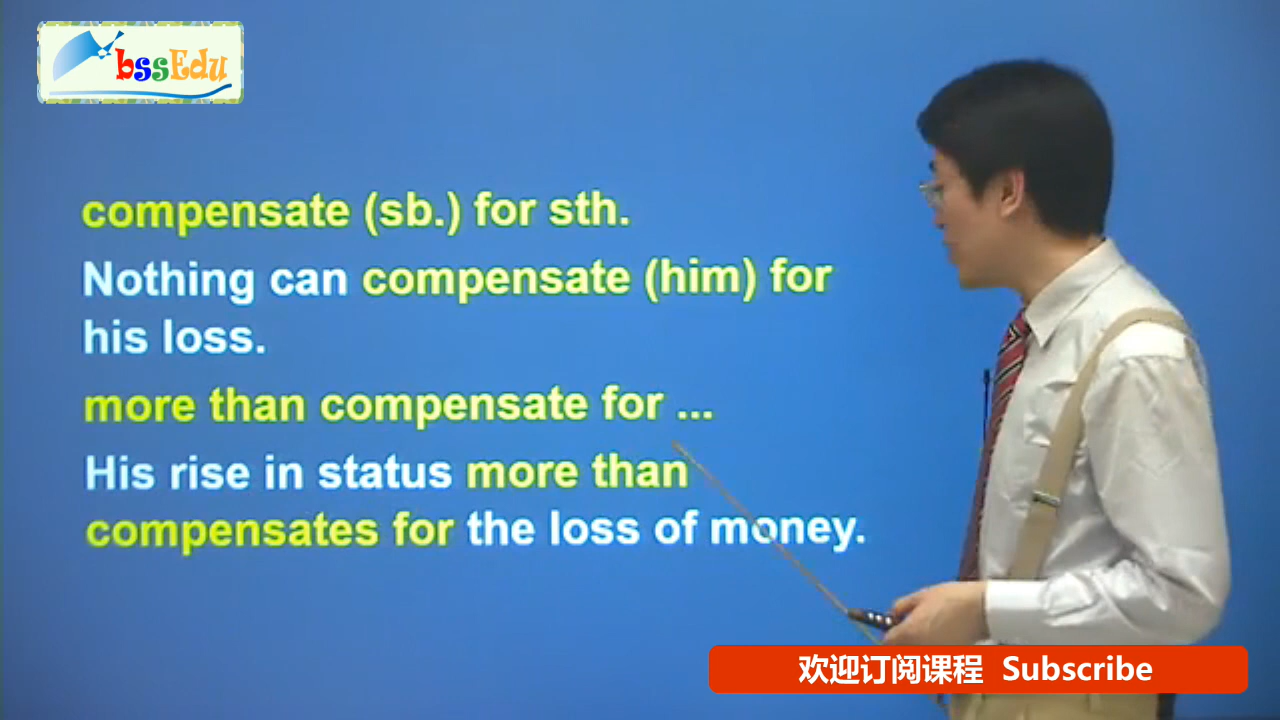 bssEdu
compensate (sb.) for sth.
Nothing can compensate (him) for
his loss.
more than compensate for ...
His rise in status more than
compensates for the loss of money.
欢迎订阅课程 Subscribe